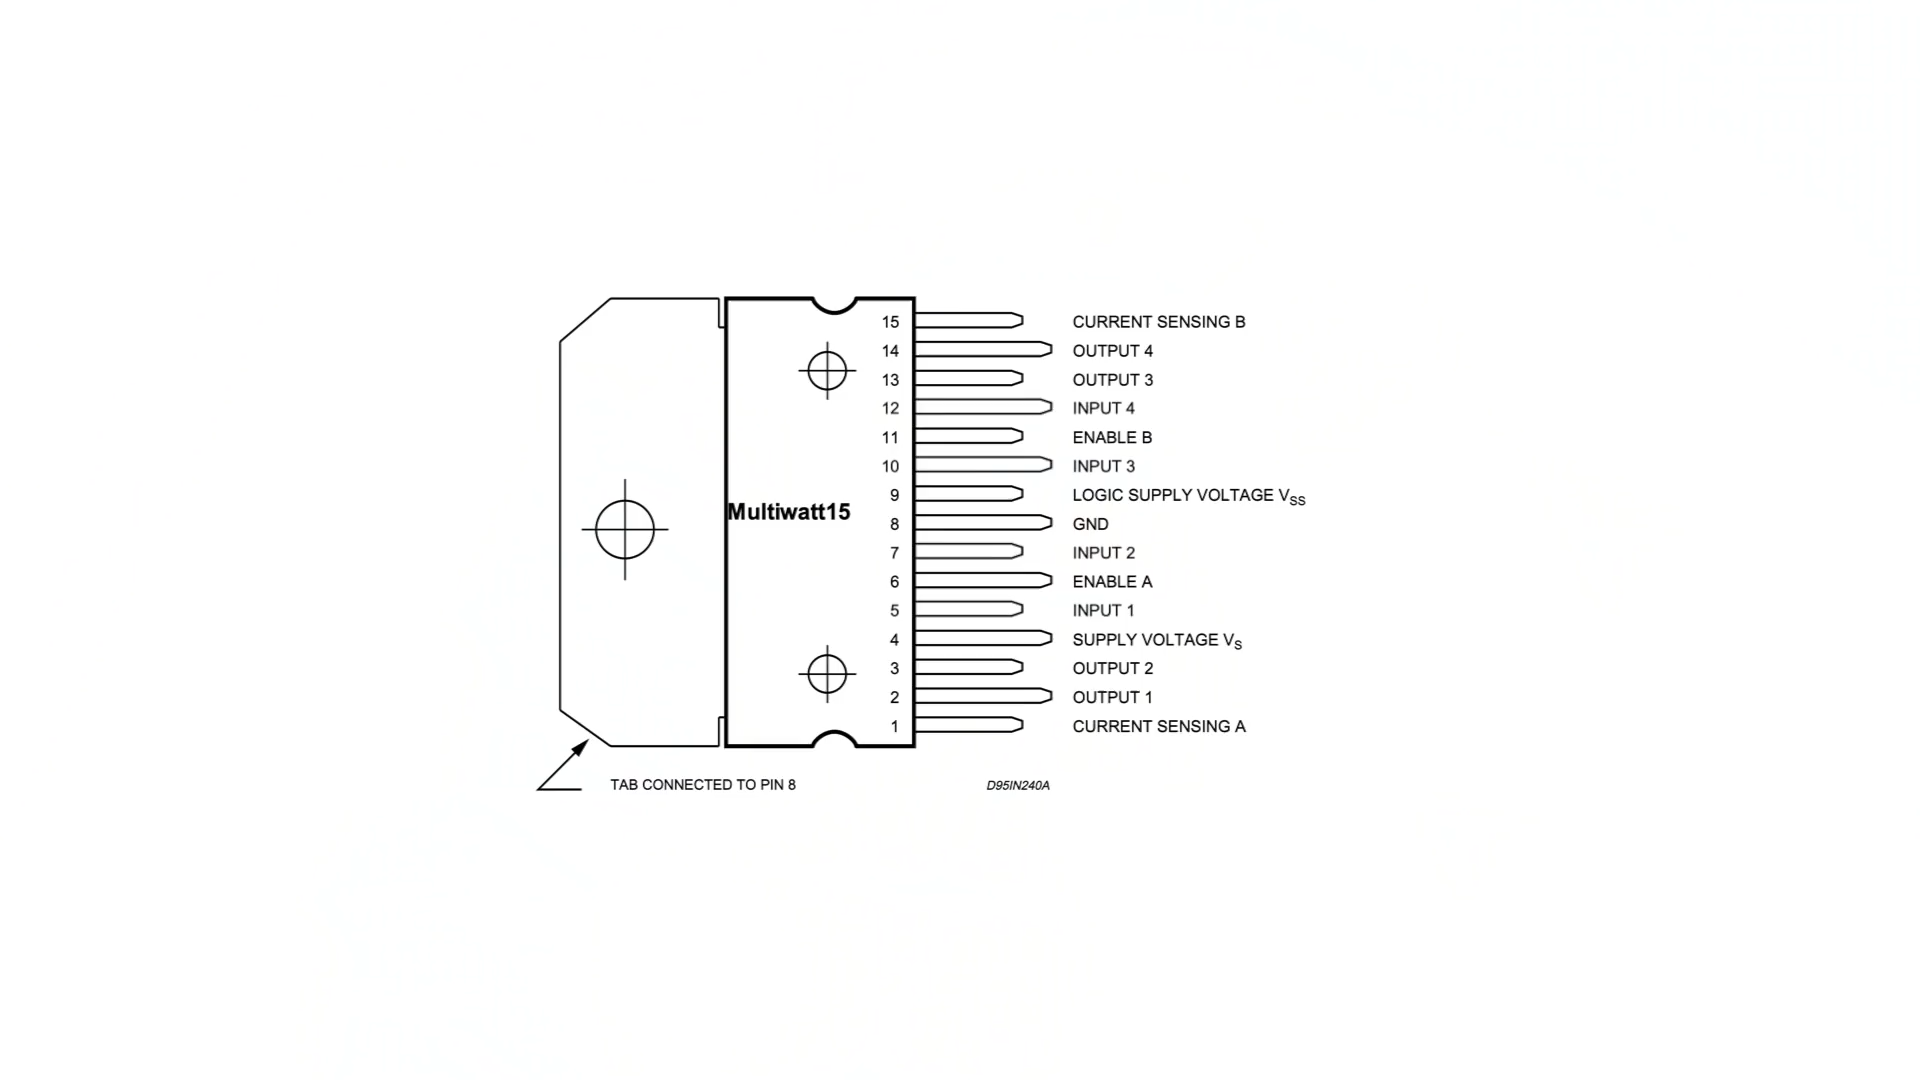 15 CURRENT SENSING B
14 OUTPUT 4
13 OUTPUT 3
12 INPUT 4
11 ENABLE B
10 INPUT 3
9 LOGIC SUPPLY VOLTAGE VSS
Multiwatt15
8 GND
7 INPUT 2
6 ENABLE A
5 INPUT 1
4 SUPPLY VOLTAGE VS
3 OUTPUT 2
2 OUTPUT 1
1 CURRENT SENSING A
TAB CONNECTED TO PIN 8
D95IN240A